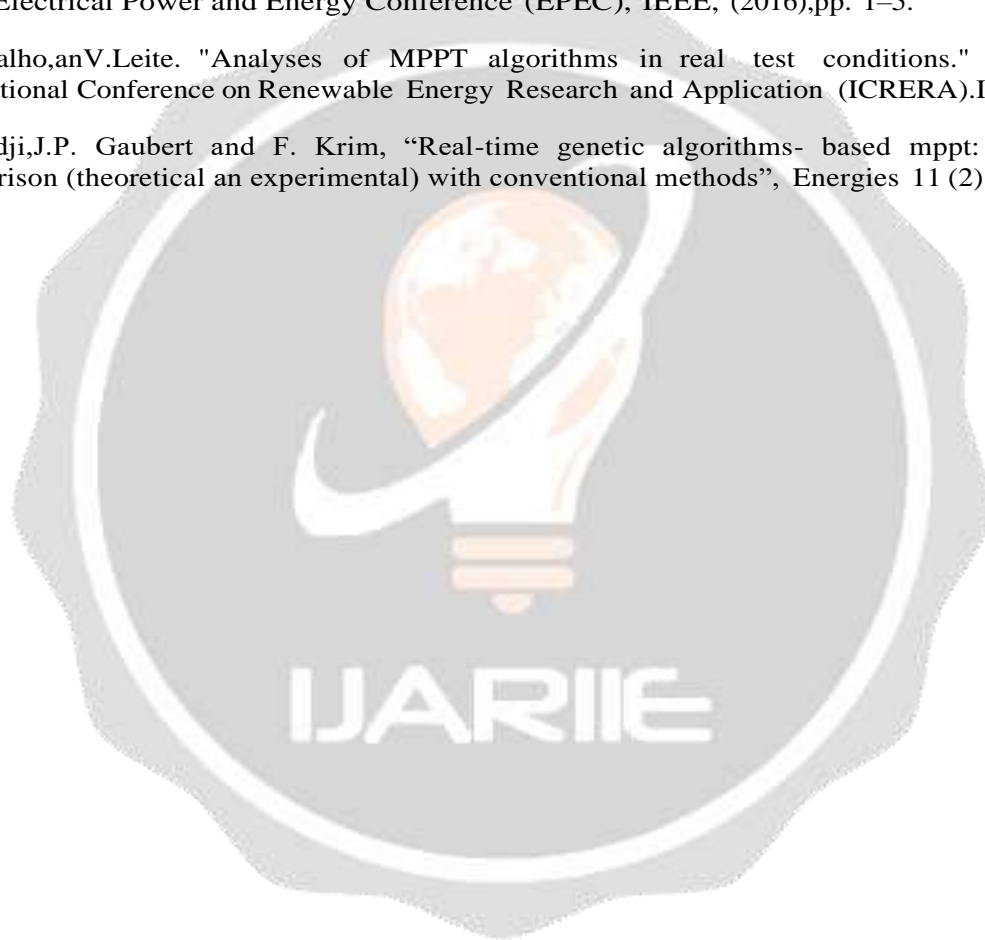 Electrical Power and Energy Conference (EPEC), IEEE, (2016),pp. 1–5.
alho,anV.Leite. "Analyses of MPPT algorithms in real test conditions."
tional Conference on Renewable Energy Research and Application (ICRERA).I
dji,J.P. Gaubert and F. Krim, “Real-time genetic algorithms- based mppt:
rison (theoretical an experimental) with conventional methods”, Energies 11 (2)
IJARIIE